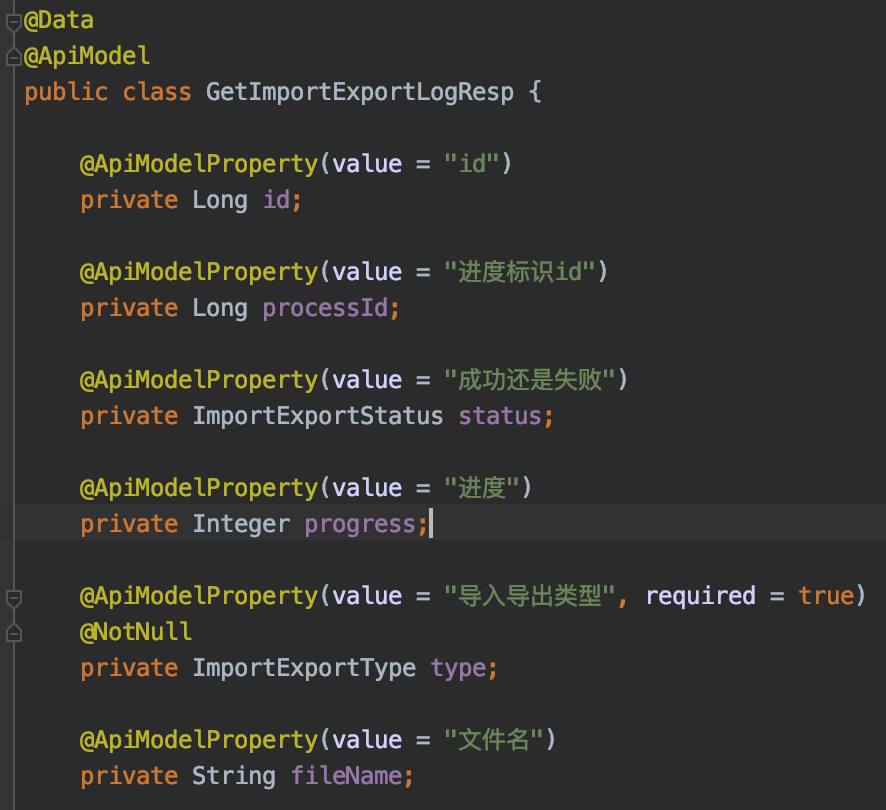 @Data
@ApiModel
public class GetImportExportLogResp {
@ApiModelProperty(value = "id")
private Long id;
@ApiModelProperty(value = "进度标识id")
private Long processId;
@ApiModelProperty(value = "成功还是失败")
private ImportExportStatus status;
@ApiModelProperty(value = "进度")
private Integer progress;
@ApiModelProperty(value = "导入导出类型", required = true)
@NotNull
private ImportExportType type;
@ApiModelProperty(value = "文件名")
private String fileName;